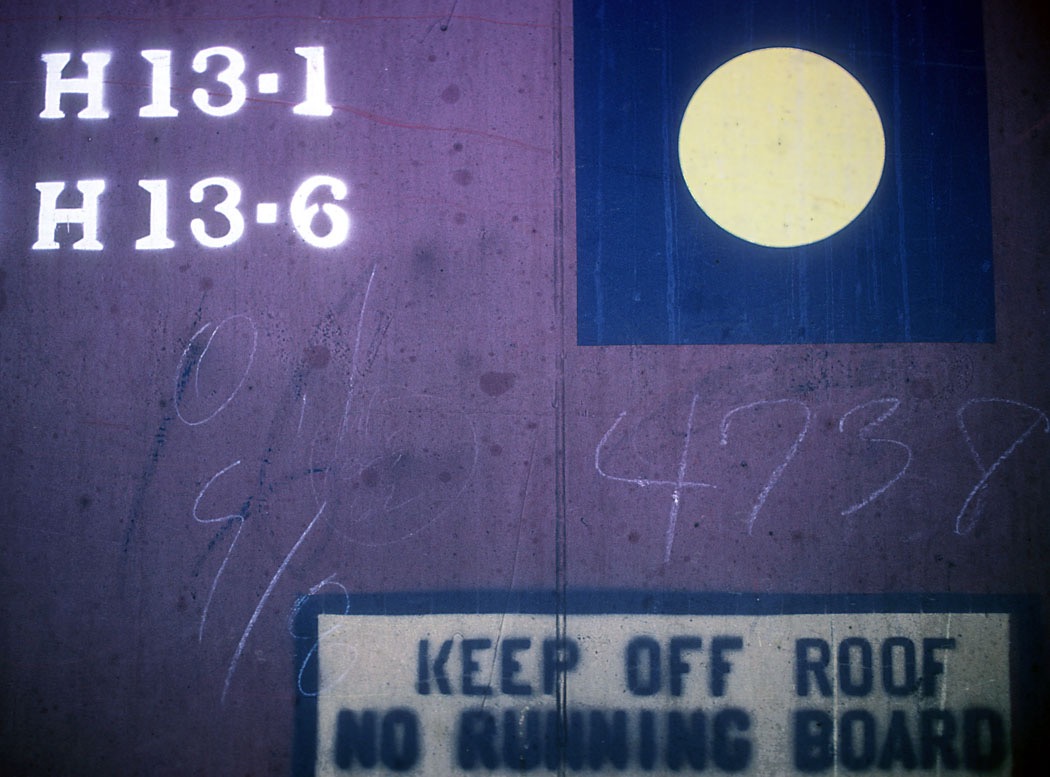 H 13·1
H 13·6
4738
KEEP OFF ROOF
NO RUNNING BOARD